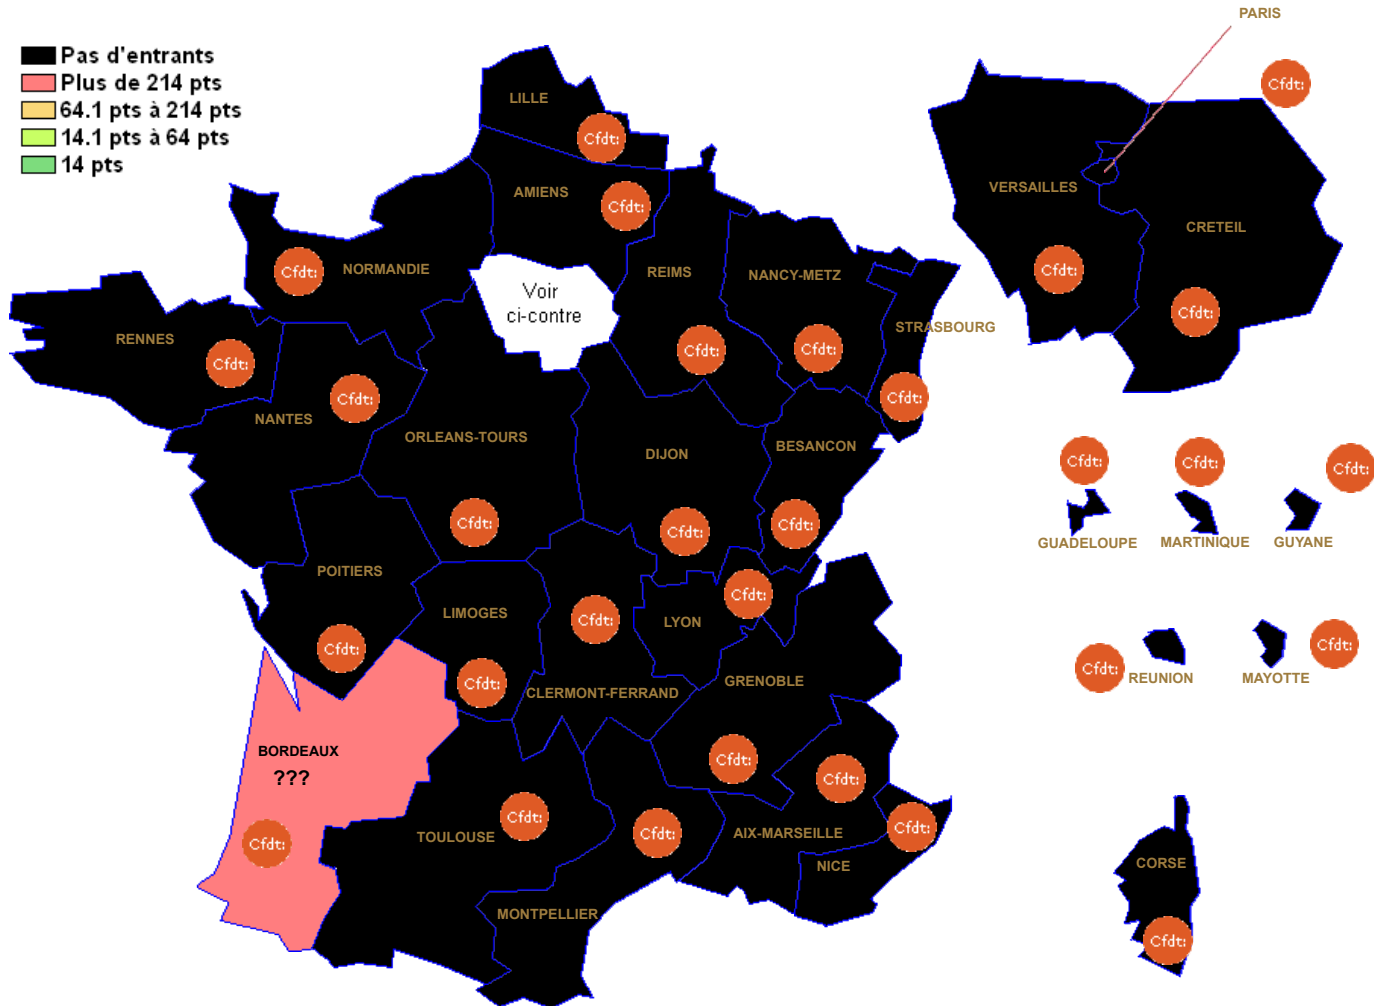 PARIS
Pas d'entrants
Plus de 214 pts
64.1 pts à 214 pts
14.1 pts à 64 pts
14 pts
Cfdt:
LILLE
Cfdt:
AMIENS
Cfdt:
VERSAILLES
CRETEIL
Cfdt:
NORMANDIE
REIMS
NANCY-METZ
Cfdt:
Voir
ci-contre
Cfdt:
STRASBOURG
RENNES
Cfdt:
Cfdt:
Cfdt:
Cfdt:
NANTES
Cfdt:
ORLEANS-TOURS
DIJON
BESANCON
Cfdt:
Cfdt:
Cfdt:
Cfdt:
Cfdt:
Cfdt:
Cfdt:
GUADELOUPE
MARTINIQUE
GUYANE
POITIERS
LIMOGES
Cfdt:
LYON
Cfdt:
Cfdt:
Cfdt:
CLERMONT-FERRAND
GRENOBLE
Cfdt:
REUNION
MAYOTTE
Cfdt:
BORDEAUX
???
Cfdt:
Cfdt:
Cfdt:
TOULOUSE
Cfdt:
Cfdt:
AIX-MARSEILLE
Cfdt:
NICE
CORSE
MONTPELLIER
Cfdt: